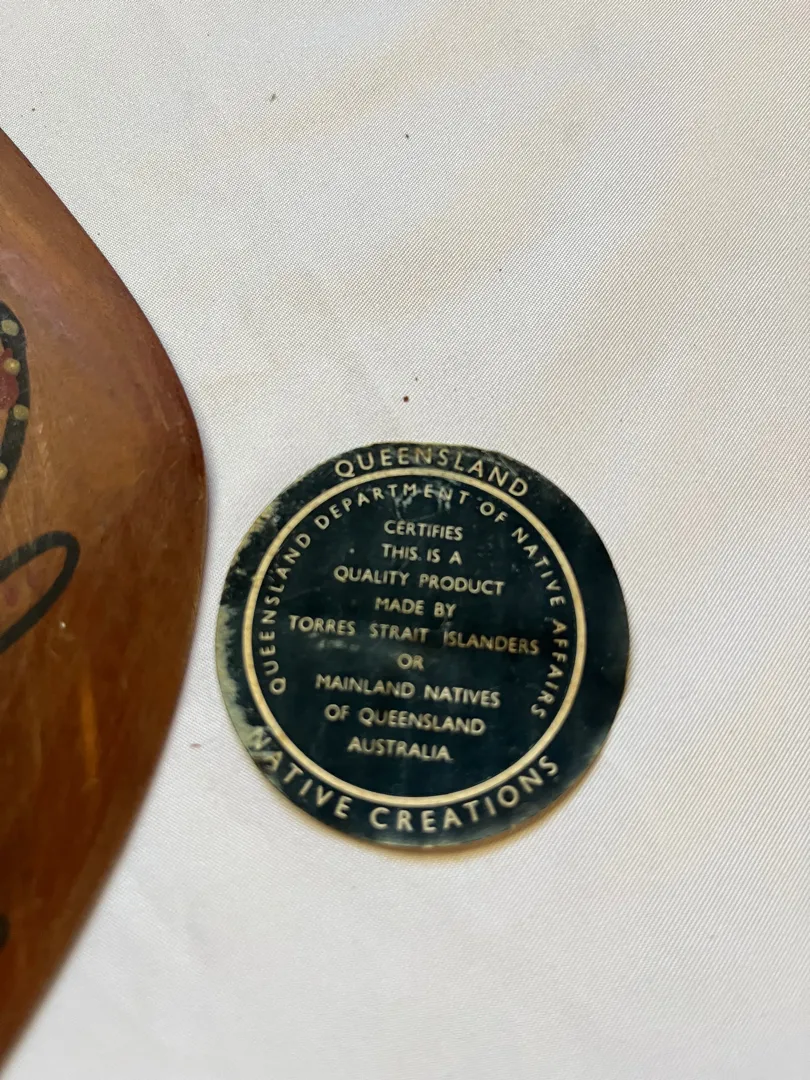 QUEENSLAND
QUEENSLAND DEPARTMENT OF NATIVE AFFAIRS
CERTIFIES
THIS IS A
QUALITY PRODUCT
MADE BY
TORRES STRAIT ISLANDERS
OR
MAINLAND NATIVES
OF QUEENSLAND
AUSTRALIA
NATIVE CREATIONS